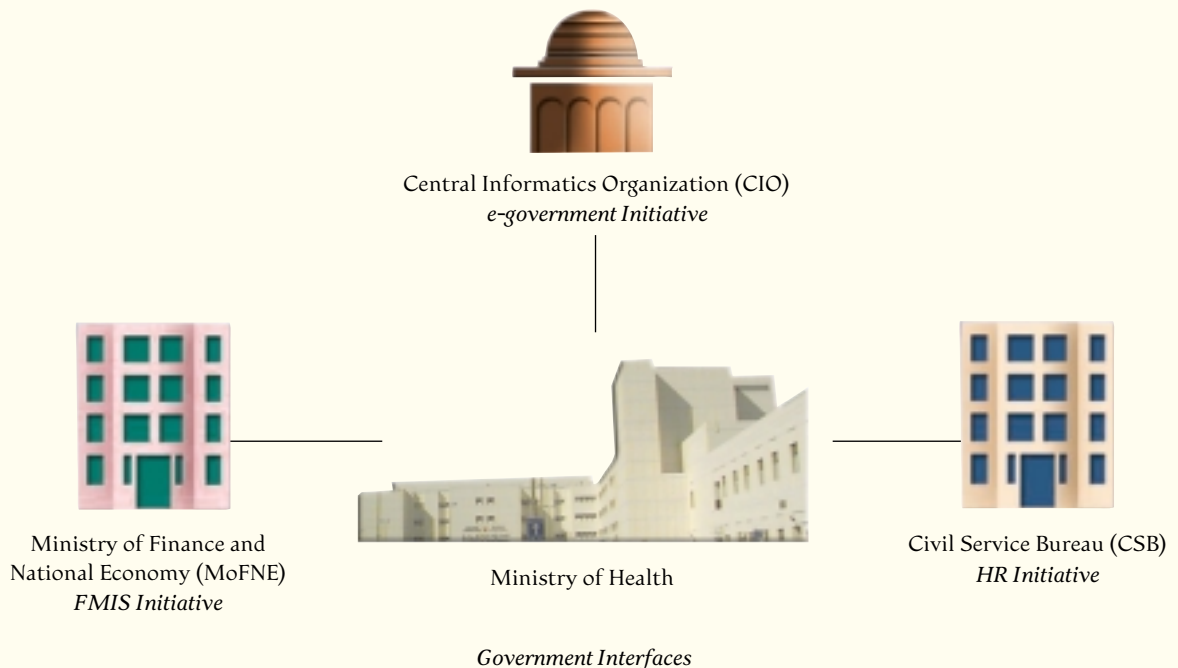 Central Informatics Organization (CIO)
e-government Initiative
Ministry of Finance and
National Economy (MoFNE)
FMIS Initiative
Ministry of Health
Civil Service Bureau (CSB)
HR Initiative
Government Interfaces